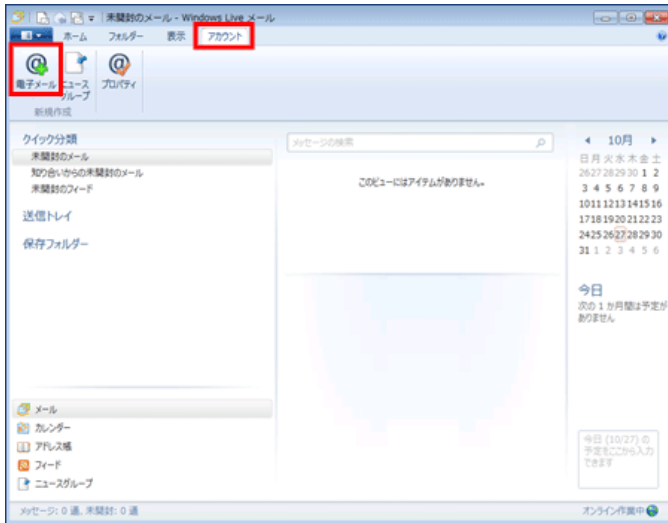 未開封のメール - Windows Live メール
ホーム フォルダー 表示 アカウント
電子メール ニュースグループ プロパティ
新規作成
クイック分類
未開封のメール
知り合いからの未開封のメール
未開封のフィード
送信トレイ
保存フォルダー
メール
カレンダー
アドレス帳
フィード
ニュースグループ
メッセージの検索
このビューにはアイテムがありません。
10月
日 月 火 水 木 金 土
26 27 28 29 30 1 2
3 4 5 6 7 8 9
10 11 12 13 14 15 16
17 18 19 20 21 22 23
24 25 26 27 28 29 30
31 1 2 3 4 5 6
今日
次の 1 か月間は予定が
ありません
今日 (10/27) の
予定をここから入力
できます
メッセージ: 0 通、未開封: 0 通
オンライン作業中